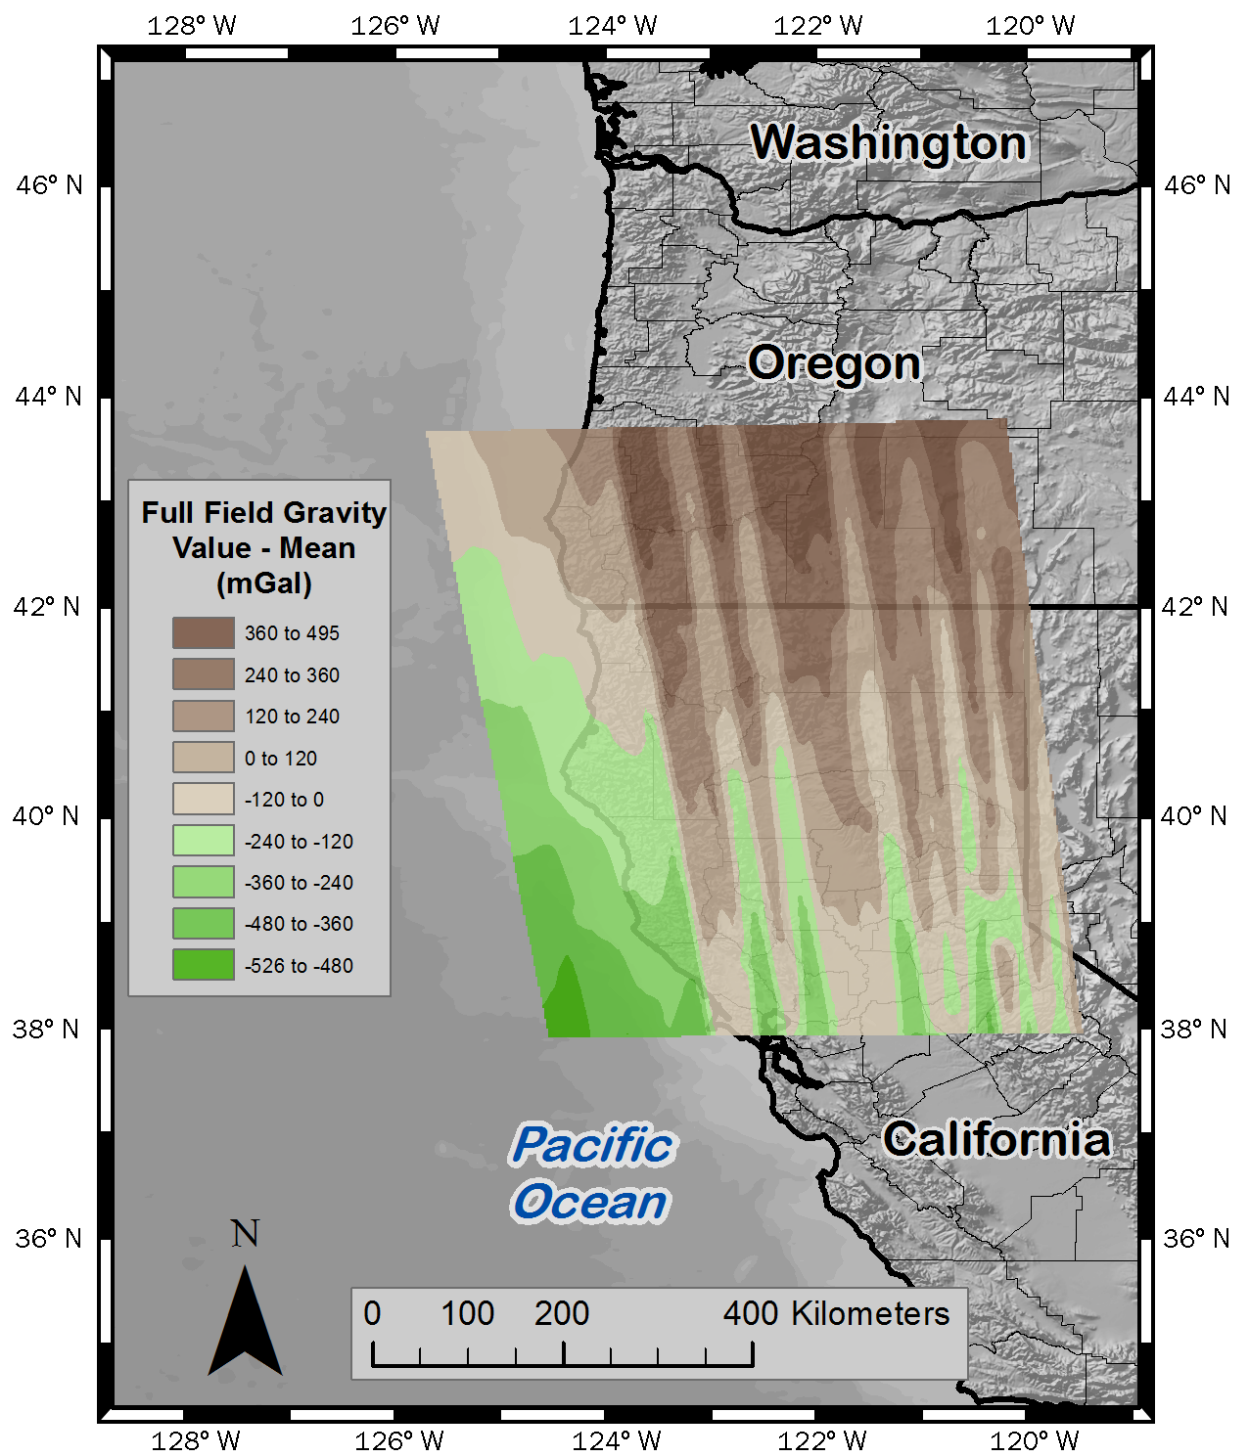 128° W 126° W 124° W 122° W 120° W
Washington
46° N 46° N
Oregon
44° N 44° N
Full Field Gravity
Value - Mean
(mGal)
360 to 495
240 to 360
120 to 240
0 to 120
-120 to 0
-240 to -120
-360 to -240
-480 to -360
-526 to -480
42° N 42° N
40° N 40° N
38° N 38° N
California
Pacific
Ocean
N
36° N 36° N
0 100 200 400 Kilometers
128° W 126° W 124° W 122° W 120° W